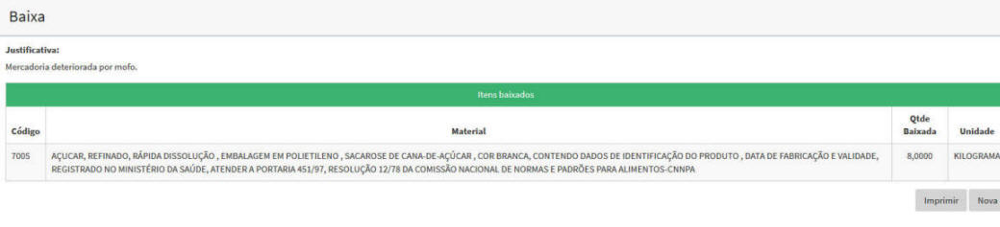 Baixa
Justificativa:
Mercadoria deteriorada por mofo.
Itens baixados
Código Material Qtde Baixada Unidade
7005 AÇUCAR, REFINADO, RÁPIDA DISSOLUÇÃO , EMBALAGEM EM POLIETILENO , SACAROSE DE CANA-DE-AÇÚCAR , COR BRANCA, CONTENDO DADOS DE IDENTIFICAÇÃO DO PRODUTO , DATA DE FABRICAÇÃO E VALIDADE, 8,0000 KILOGRAMA
REGISTRADO NO MINISTÉRIO DA SAÚDE, ATENDER A PORTARIA 451/97, RESOLUÇÃO 12/78 DA COMISSÃO NACIONAL DE NORMAS E PADRÕES PARA ALIMENTOS-CNNPA
Imprimir Nova